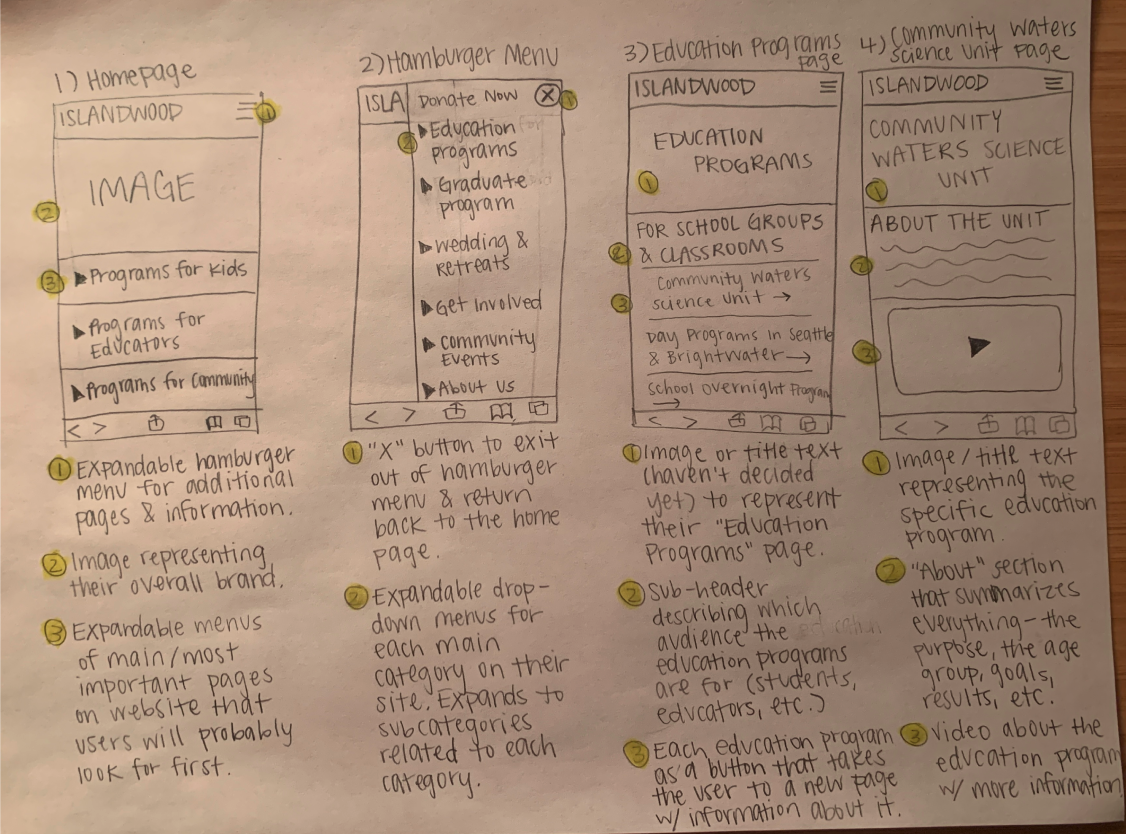 1) Homepage
ISLANDWOOD
1
IMAGE
2
3
Programs for Kids
Programs for
Educators
Programs for Community
1 Expandable hamburger
menu for additional
pages & information.
2 Image representing
their overall brand.
3 Expandable menus
of main/most
important pages
on website that
users will probably
look for first.
2) Hamburger Menu
ISLA
Donate Now X 1
2
Education
programs
Graduate
program
Wedding &
Retreats
Get Involved
Community
Events
About Us
1 "X" button to exit
out of hamburger
menu & return
back to the home
page.
2 Expandable drop-
down menus for
each main
category on their
site. Expands to
subcategories
related to each
category.
3) Education Programs
page
ISLANDWOOD
EDUCATION
PROGRAMS
1
FOR SCHOOL GROUPS
2 & CLASSROOMS
Community Waters
3 Science Unit →
Day Programs in Seattle
& Brightwater →
School Overnight Program
→
1 Image or title text
(haven't decided
yet) to represent
their "Education
Programs" page.
2 Sub-header
describing which
audience the
education programs
are for (students,
educators, etc.)
3 Each education program
as a button that takes
the user to a new page
w/ information about it.
4) Community Waters
Science Unit Page
ISLANDWOOD
COMMUNITY
WATERS SCIENCE
UNIT
1
ABOUT THE UNIT
2
3
1 Image/title text
representing the
specific education
program.
2 "About" section
that summarizes
everything - the
purpose, the age
group, goals,
results, etc.
3 Video about the
education program
w/ more information